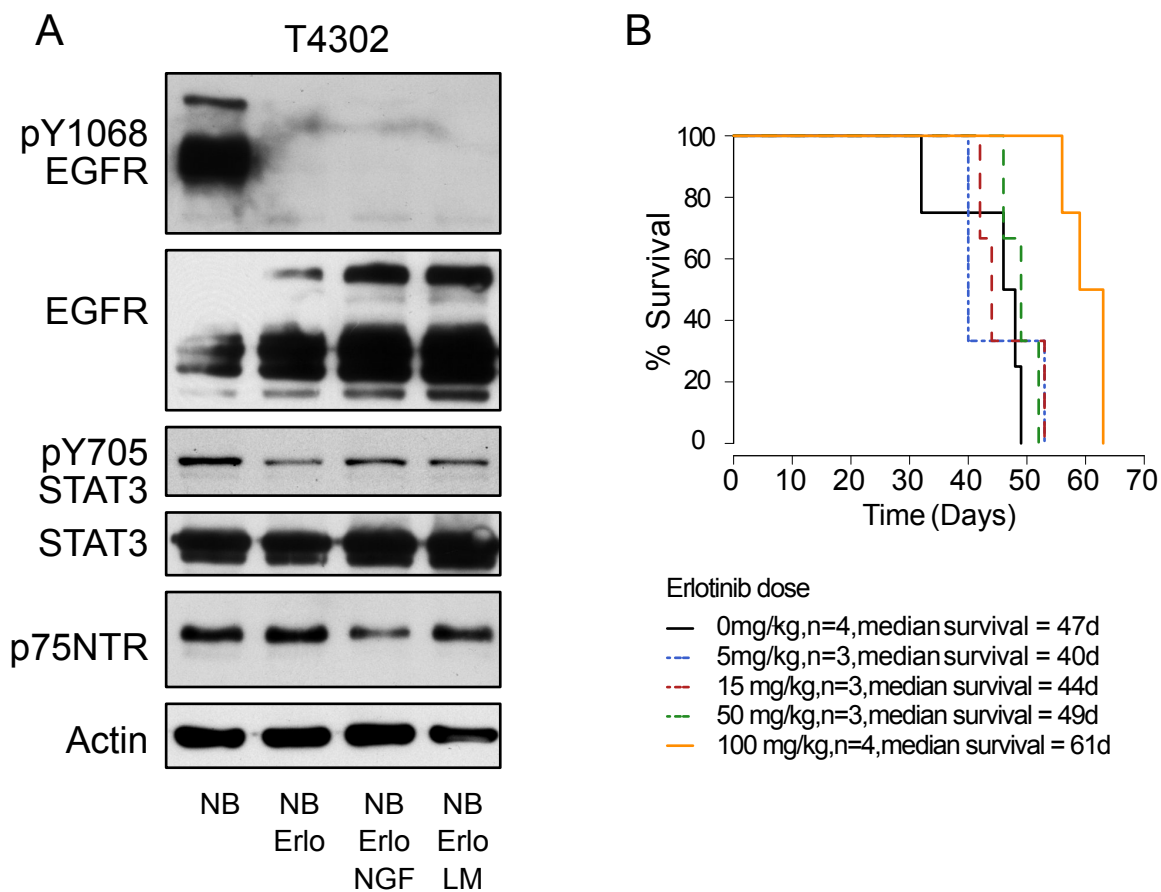 A
T4302
pY1068
EGFR
EGFR
pY705
STAT3
STAT3
p75NTR
Actin
NB
NB
Erlo
NB
Erlo
NGF
NB
Erlo
LM
B
% Survival
100
80
60
40
20
0
0 10 20 30 40 50 60 70
Time (Days)
Erlotinib dose
0mg/kg,n=4,median survival = 47d
5mg/kg,n=3,median survival = 40d
15 mg/kg,n=3,median survival = 44d
50 mg/kg,n=3,median survival = 49d
100 mg/kg,n=4,median survival = 61d